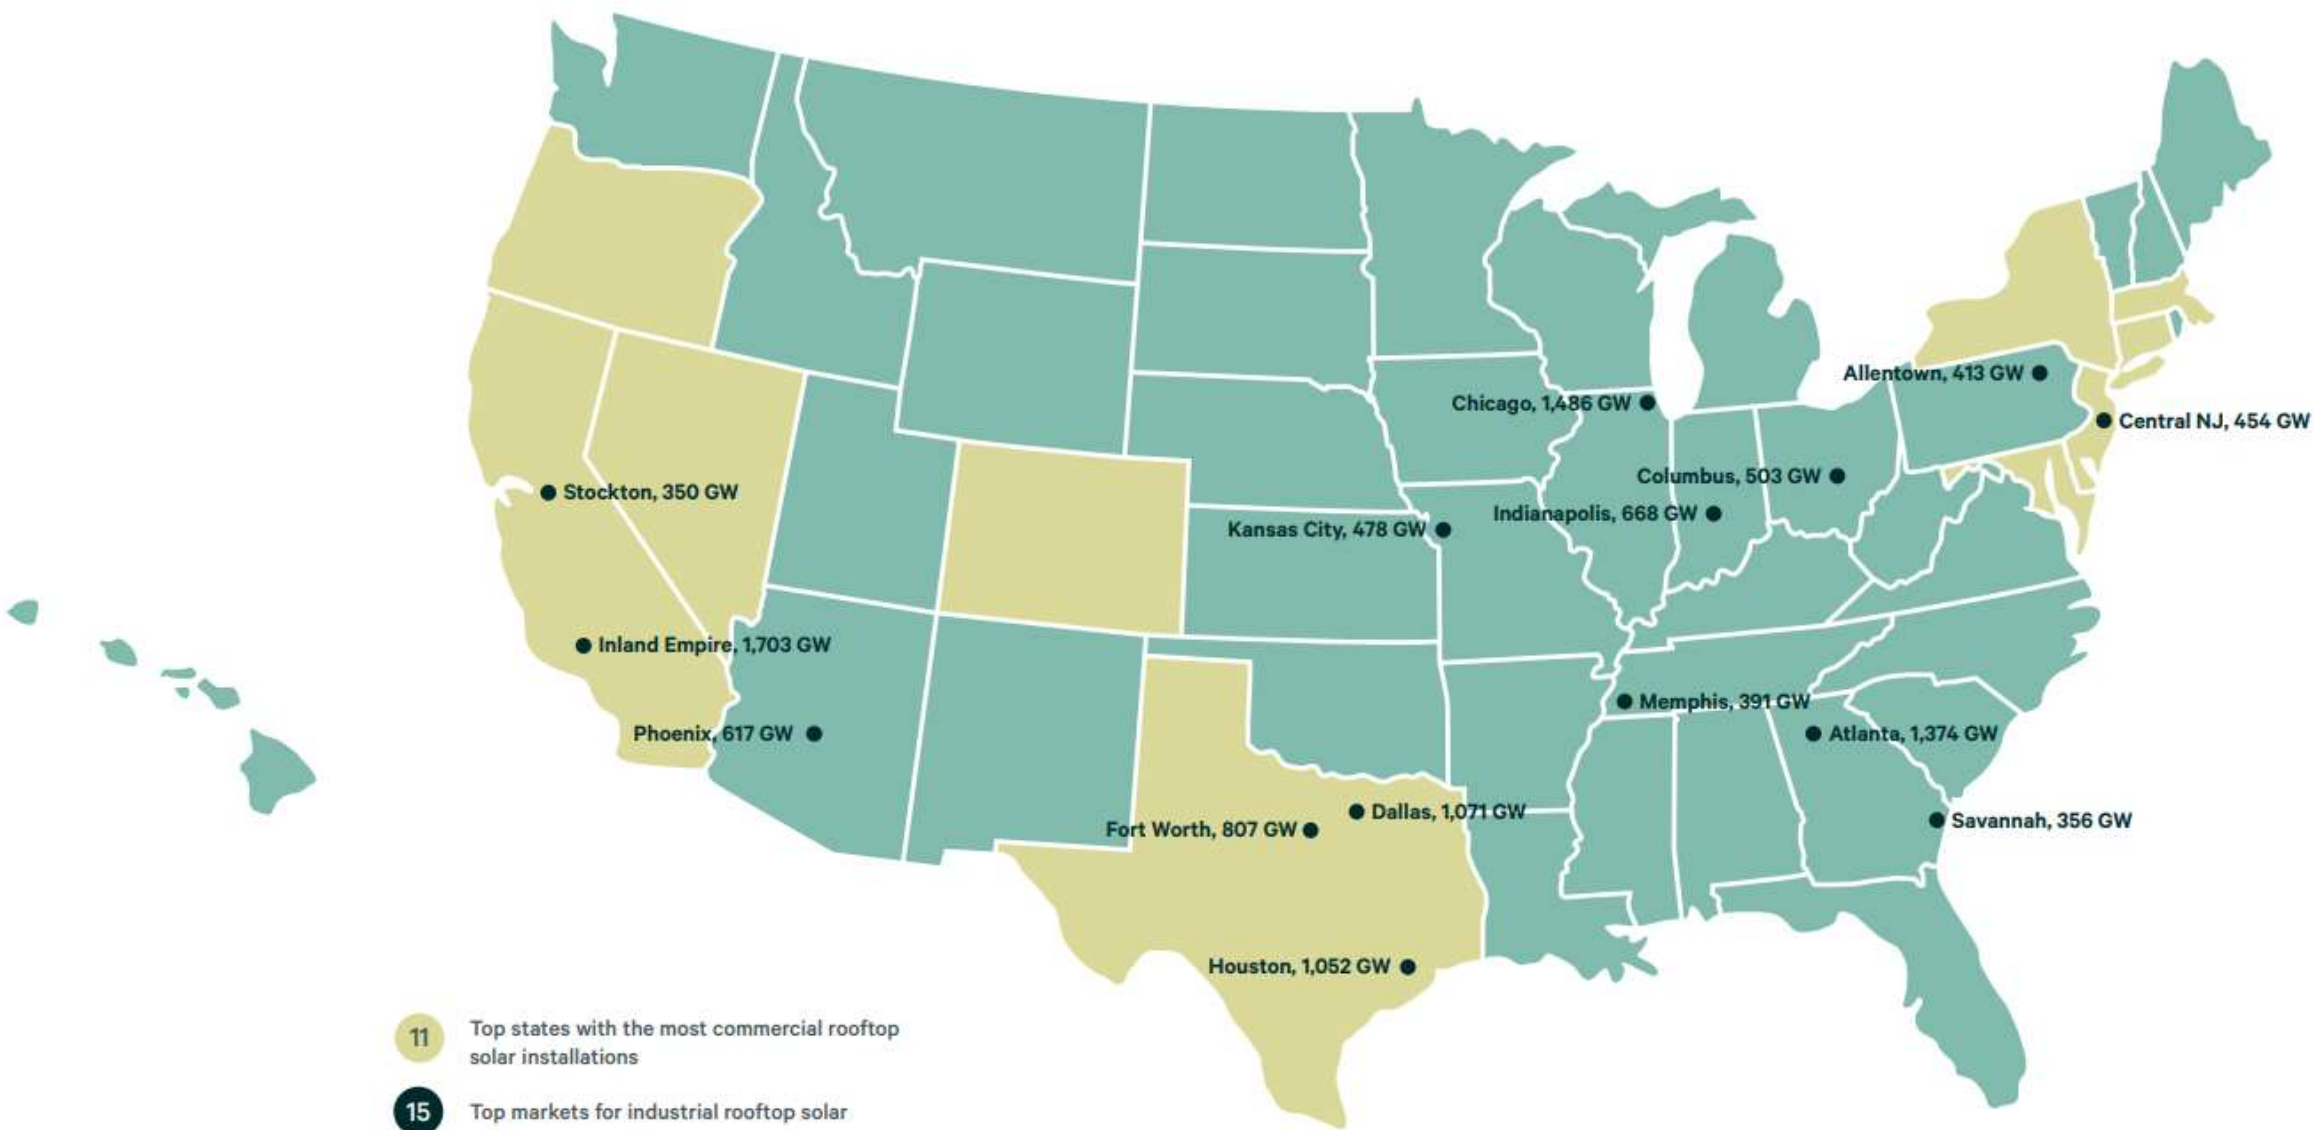 Allentown, 413 GW
Chicago, 1,486 GW
Central NJ, 454 GW
Columbus, 503 GW
Stockton, 350 GW
Indianapolis, 668 GW
Kansas City, 478 GW
Inland Empire, 1,703 GW
Memphis, 391 GW
Phoenix, 617 GW
Atlanta, 1,374 GW
Dallas, 1,071 GW
Savannah, 356 GW
Fort Worth, 807 GW
Houston, 1,052 GW
11 Top states with the most commercial rooftop
solar installations
15 Top markets for industrial rooftop solar